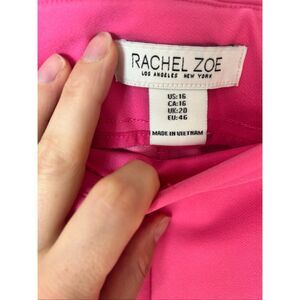 RACHEL ZOE
LOS ANGELES NEW YORK
US:16
CA:16
UK:20
EU:46
MADE IN VIETNAM